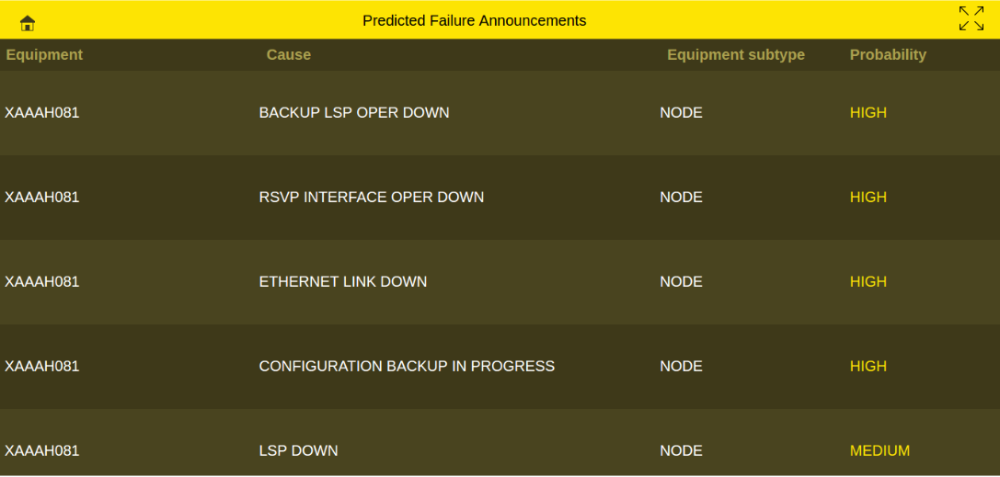 Predicted Failure Announcements
Equipment Cause Equipment subtype Probability
XAAAH081 BACKUP LSP OPER DOWN NODE HIGH
XAAAH081 RSVP INTERFACE OPER DOWN NODE HIGH
XAAAH081 ETHERNET LINK DOWN NODE HIGH
XAAAH081 CONFIGURATION BACKUP IN PROGRESS NODE HIGH
XAAAH081 LSP DOWN NODE MEDIUM